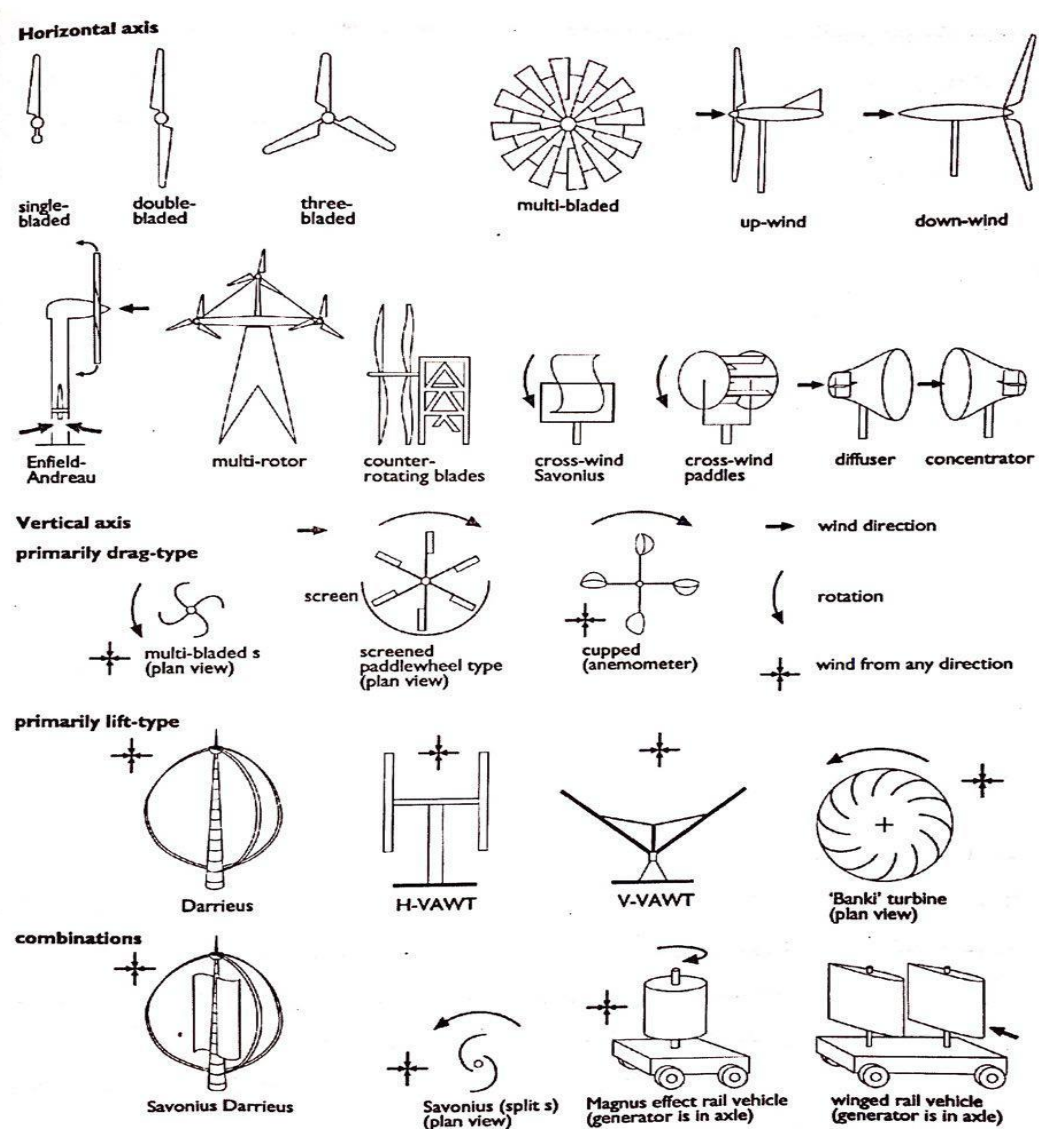 Horizontal axis
single-
bladed
double-
bladed
three-
bladed
multi-bladed
up-wind
down-wind
Enfield-
Andreau
multi-rotor
counter-
rotating blades
cross-wind
Savonius
cross-wind
paddles
diffuser
concentrator
Vertical axis
primarily drag-type
multi-bladed s
(plan view)
screen
screened
paddlewheel type
(plan view)
cupped
(anemometer)
wind direction
rotation
wind from any direction
primarily lift-type
Darrieus
H-VAWT
V-VAWT
'Banki' turbine
(plan view)
combinations
Savonius Darrieus
Savonius (split s)
(plan view)
Magnus effect rail vehicle
(generator is in axle)
winged rail vehicle
(generator is in axle)